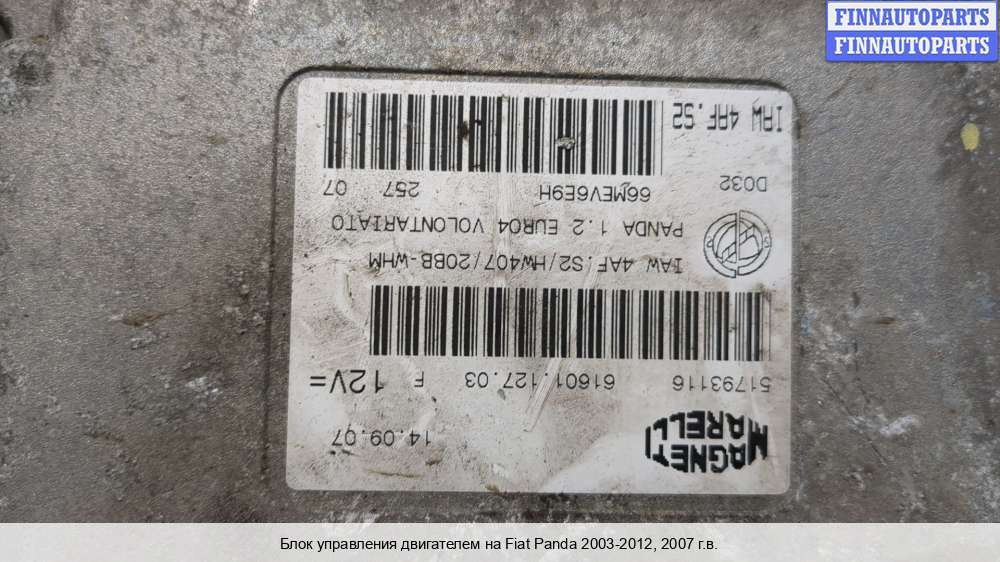 FINNAUTOPARTS
FINNAUTOPARTS
MAGNETI
MARELLI
14.09.07
51793116 61601.127.03 F 12V=
IAW 4AF.S2/HW407/20BB-WHM
PANDA 1.2 EURO4 VOLONTARIATO
D032 66MEV6E9H 257 07
IAW 4AF.S2
Блок управления двигателем на Fiat Panda 2003-2012, 2007 г.в.